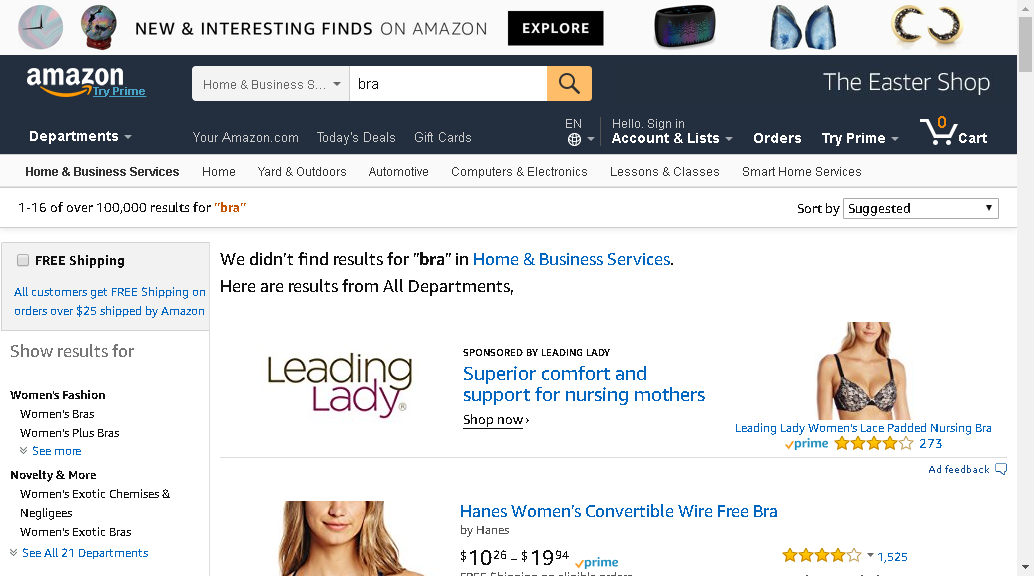 NEW & INTERESTING FINDS ON AMAZON EXPLORE
amazon
Try Prime
Home & Business S...
bra
The Easter Shop
Departments
Your Amazon.com
Today's Deals
Gift Cards
EN
Hello. Sign in
Account & Lists
Orders
Try Prime
0
Cart
Home & Business Services
Home
Yard & Outdoors
Automotive
Computers & Electronics
Lessons & Classes
Smart Home Services
1-16 of over 100,000 results for "bra"
Sort by Suggested
FREE Shipping
All customers get FREE Shipping on
orders over $25 shipped by Amazon
Show results for
Women's Fashion
Women's Bras
Women's Plus Bras
See more
Novelty & More
Women's Exotic Chemises &
Negligees
Women's Exotic Bras
See All 21 Departments
We didn't find results for "bra" in Home & Business Services.
Here are results from All Departments,
Leading
Lady®
SPONSORED BY LEADING LADY
Superior comfort and
support for nursing mothers
Shop now ›
Leading Lady Women's Lace Padded Nursing Bra
prime 273
Ad feedback
Hanes Women's Convertible Wire Free Bra
by Hanes
$10.26 - $19.94 prime
1,525
FREE Shipping on eligible orders